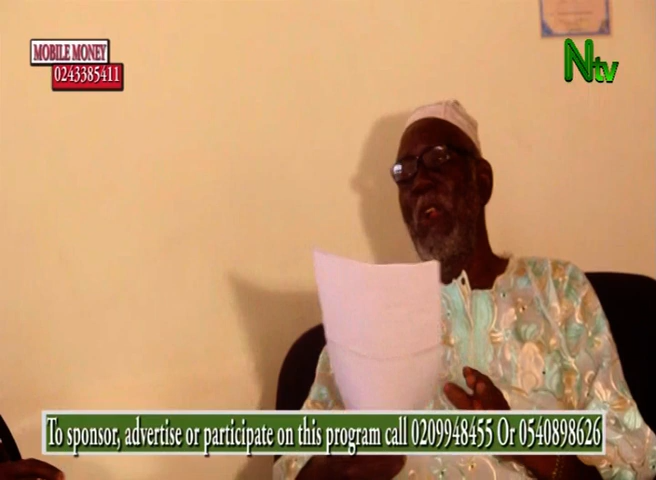 MOBILE MONEY
0243385411
Ntv
To sponsor, advertise or participate on this program call 0209948455 Or 0540898626